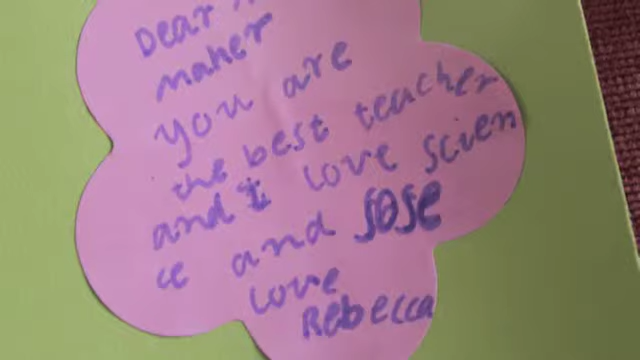 Dear
maher
you are
the best teacher
and i love scien
ce and
love
Rebecca